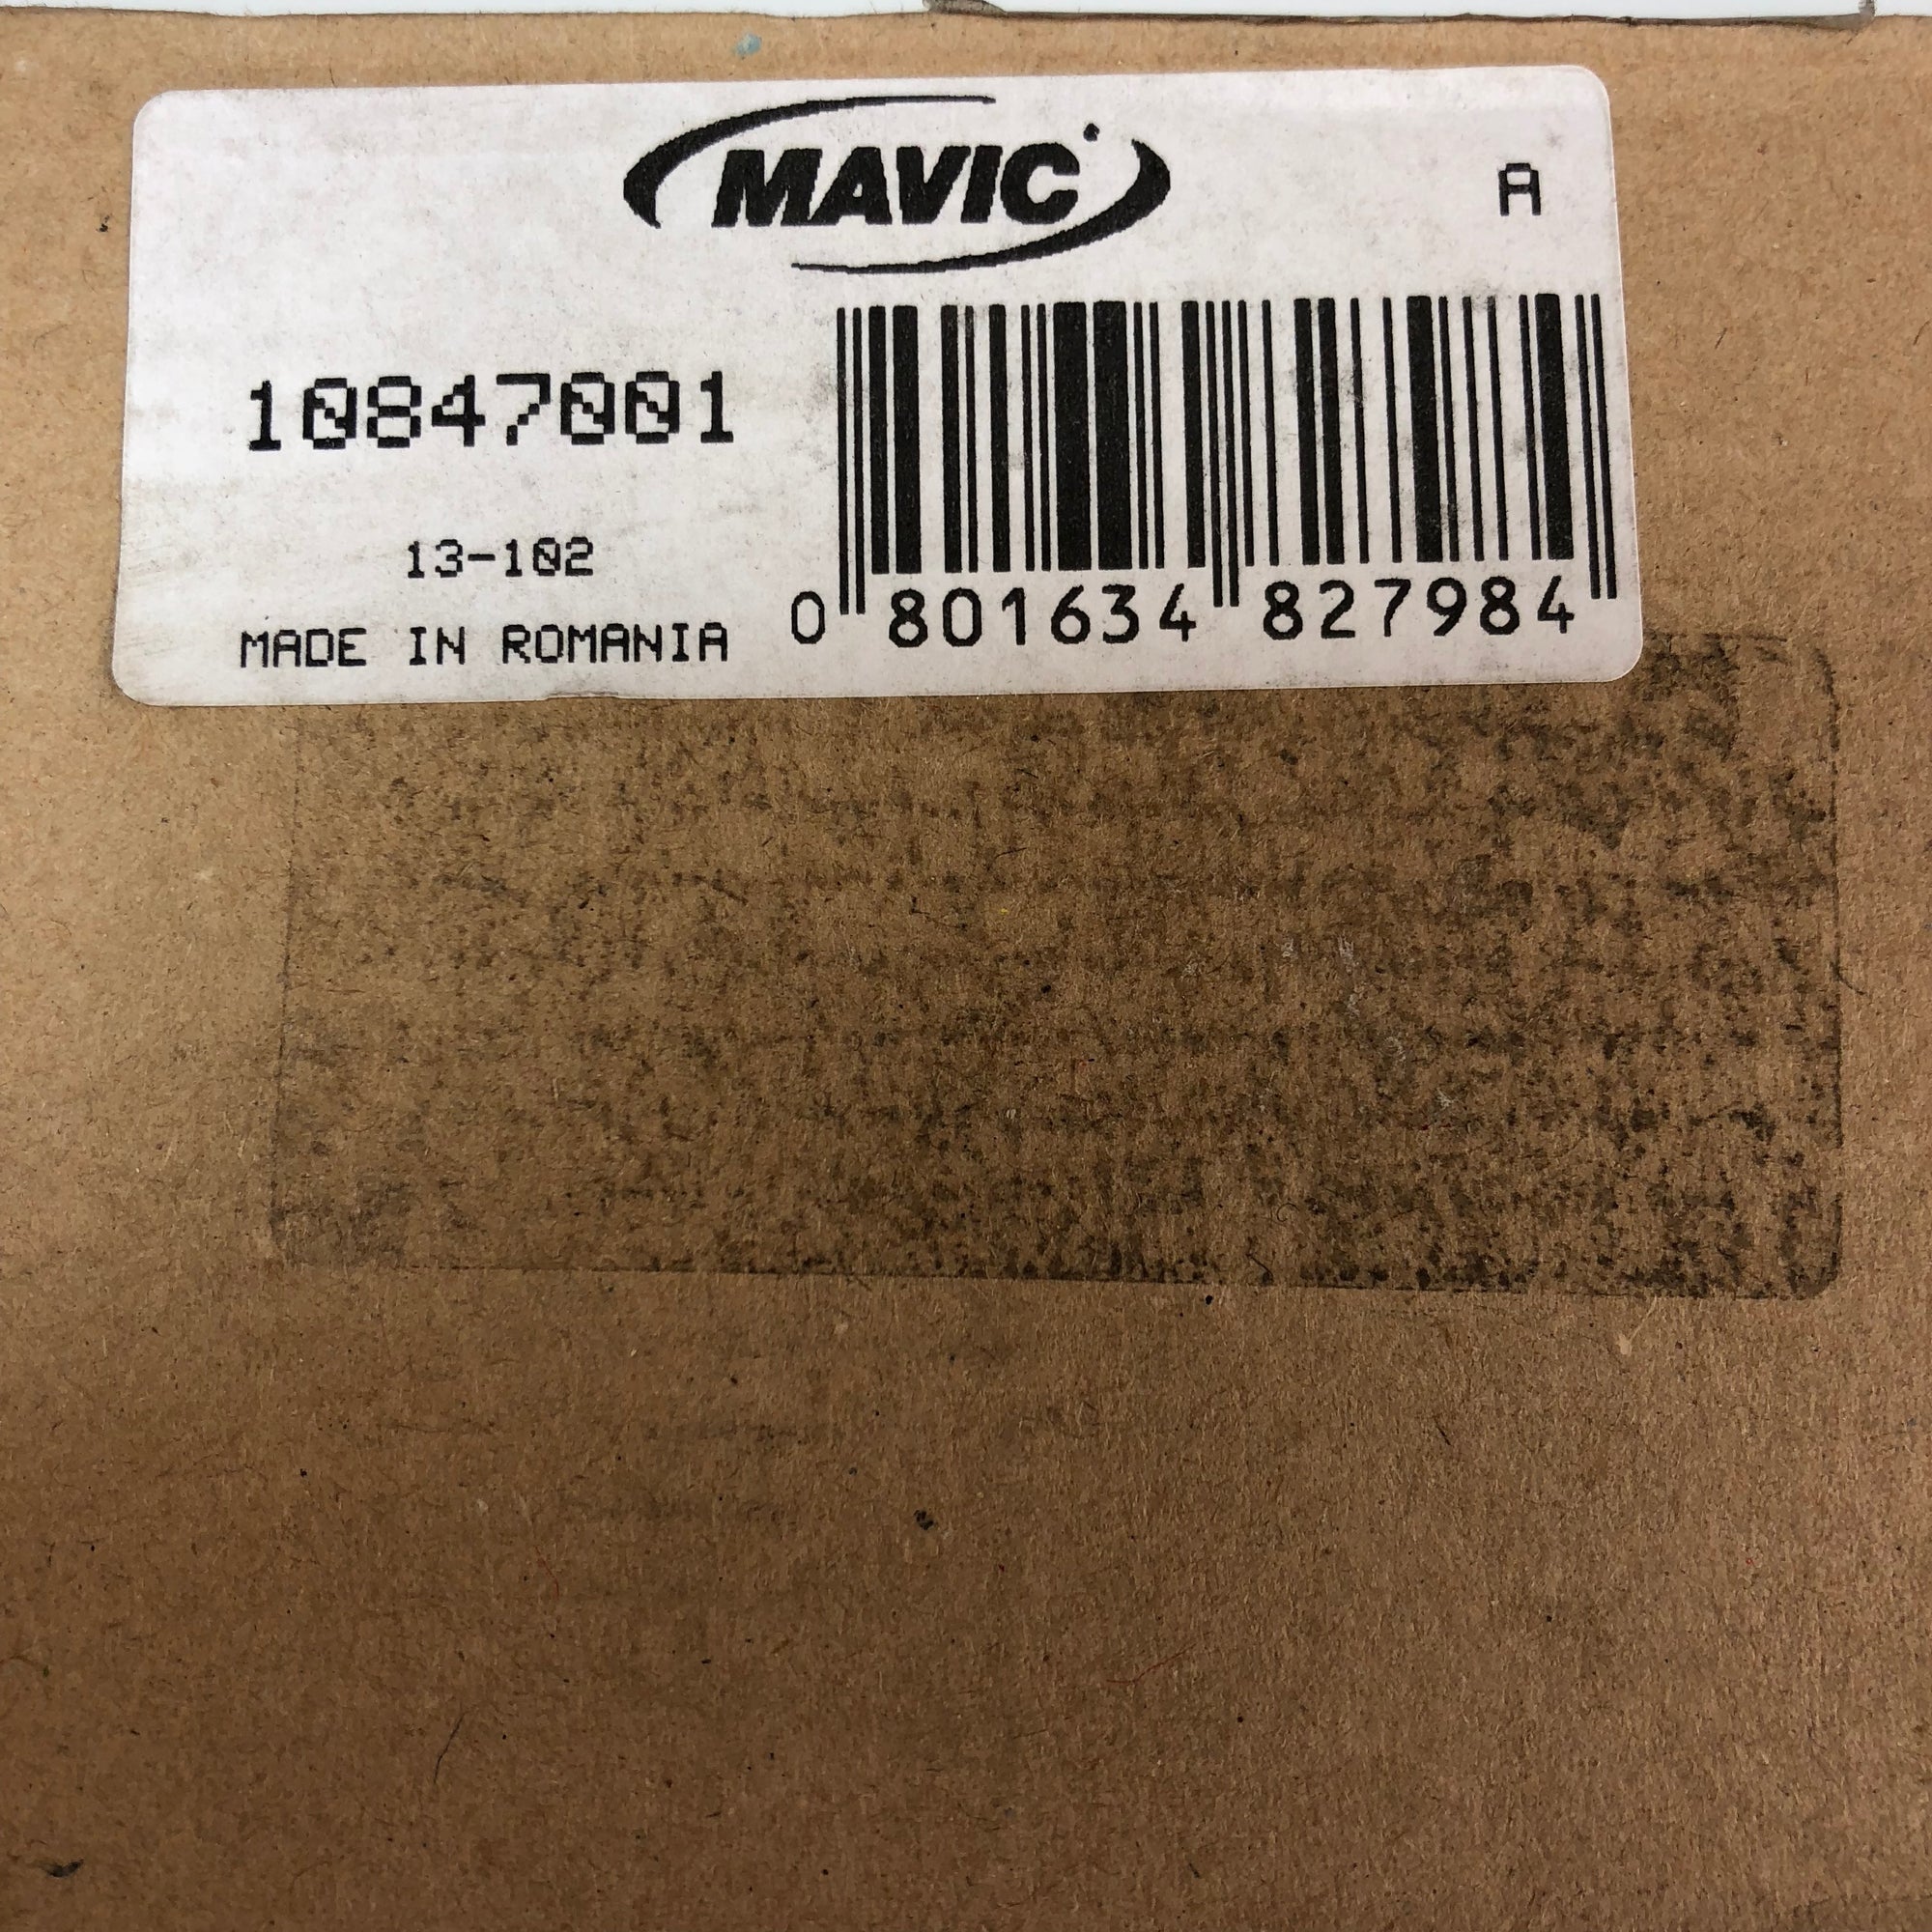 MAVIC
A
10847001
13-102
MADE IN ROMANIA
0 801634 827984